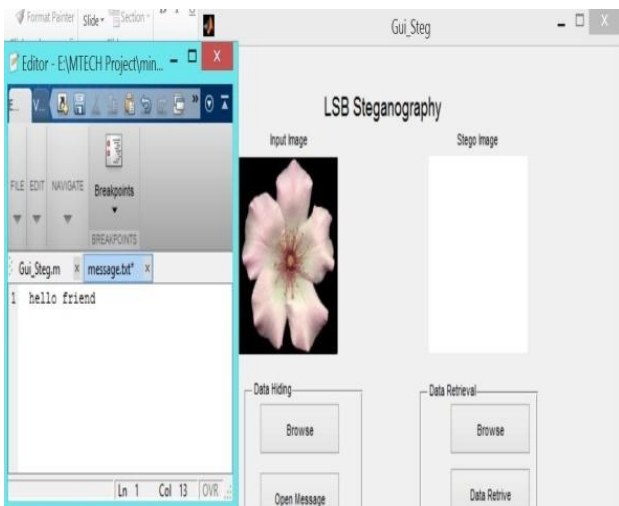 Format Painter Slide Section
Gui_Steg
Editor - E:\MTECH Project\min...
E... V...
FILE EDIT NAVIGATE Breakpoints
BREAKPOINTS
Gui_Steg.m × message.txt* ×
1 hello friend
Ln 1 Col 13 OVR
LSB Steganography
Input Image Stego Image
Data Hiding Data Retrieval
Browse Browse
Open Message Data Retrive